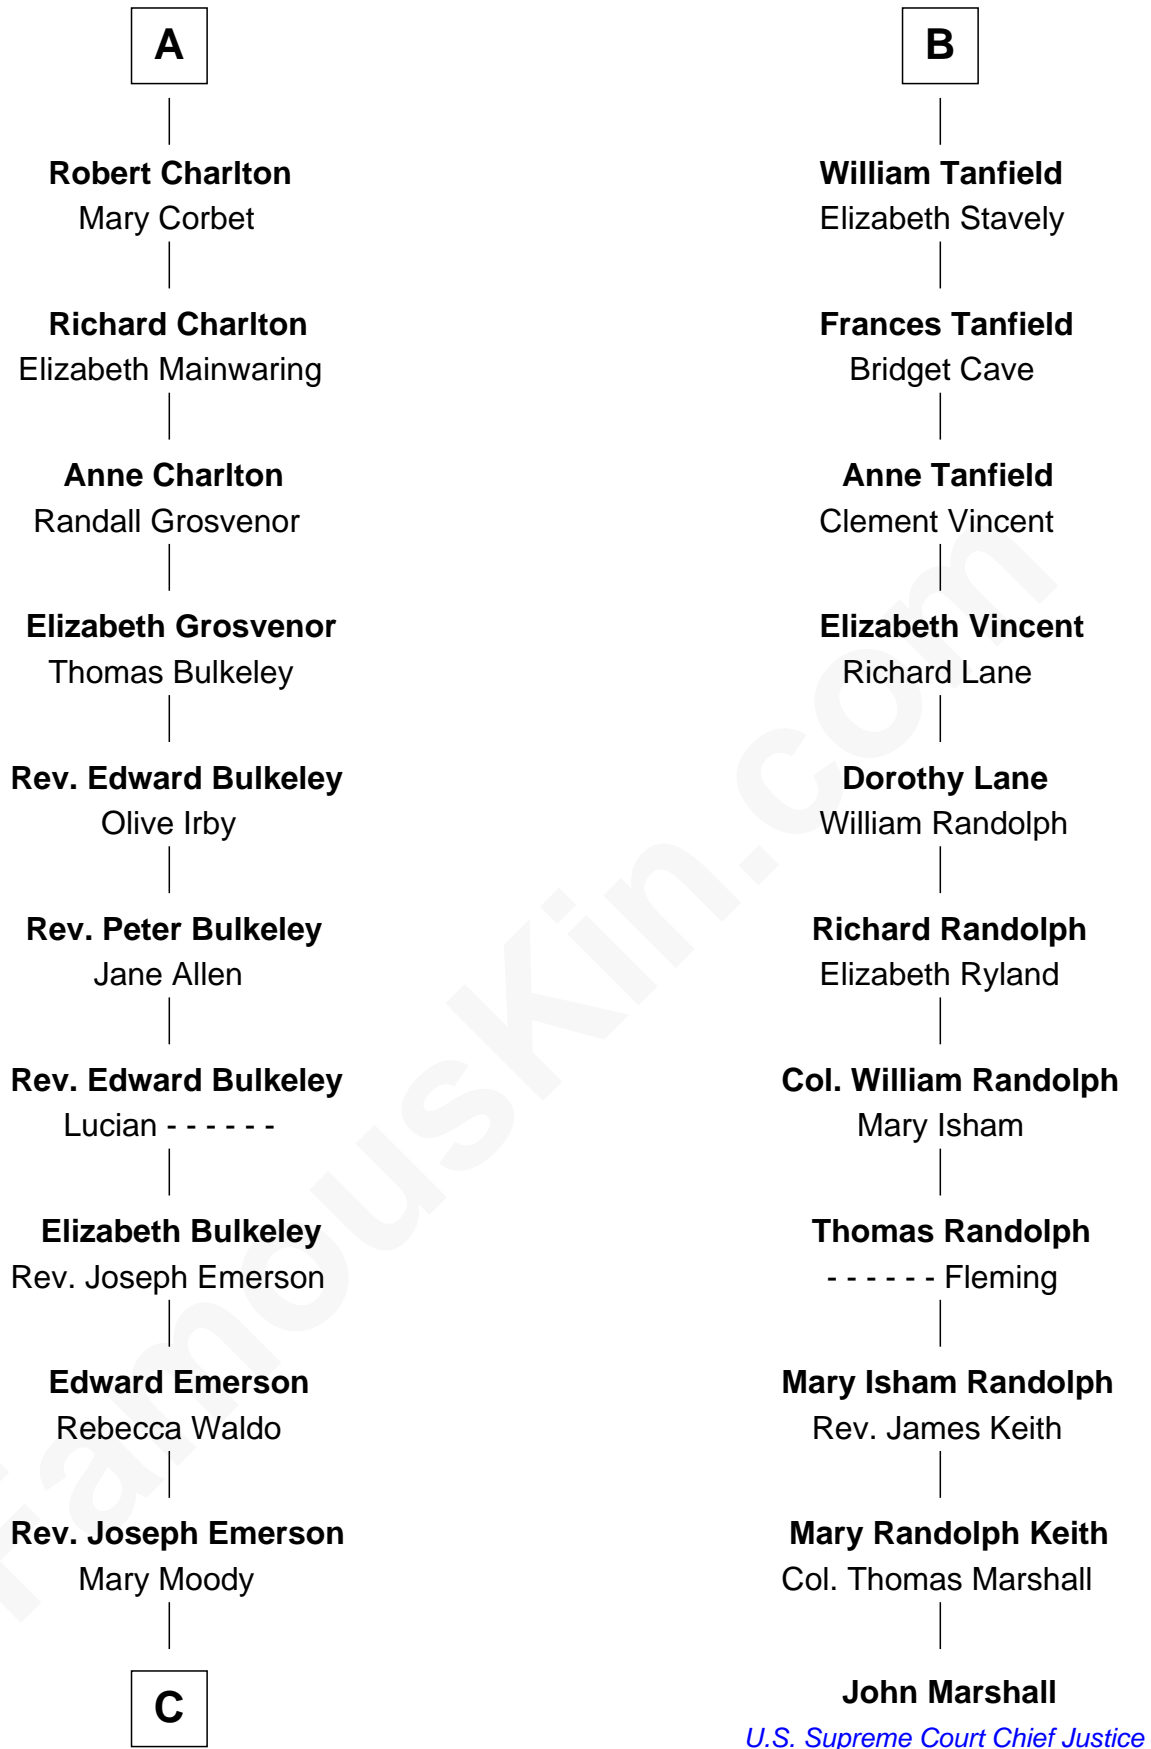 A
Robert Charlton
Mary Corbet
Richard Charlton
Elizabeth Mainwaring
Anne Charlton
Randall Grosvenor
Elizabeth Grosvenor
Thomas Bulkeley
Rev. Edward Bulkeley
Olive Irby
Rev. Peter Bulkeley
Jane Allen
Rev. Edward Bulkeley
Lucian - - - - - -
Elizabeth Bulkeley
Rev. Joseph Emerson
Edward Emerson
Rebecca Waldo
Rev. Joseph Emerson
Mary Moody
C
B
William Tanfield
Elizabeth Stavely
Frances Tanfield
Bridget Cave
Anne Tanfield
Clement Vincent
Elizabeth Vincent
Richard Lane
Dorothy Lane
William Randolph
Richard Randolph
Elizabeth Ryland
Col. William Randolph
Mary Isham
Thomas Randolph
- - - - - - Fleming
Mary Isham Randolph
Rev. James Keith
Mary Randolph Keith
Col. Thomas Marshall
John Marshall
U.S. Supreme Court Chief Justice
FamousKin.com